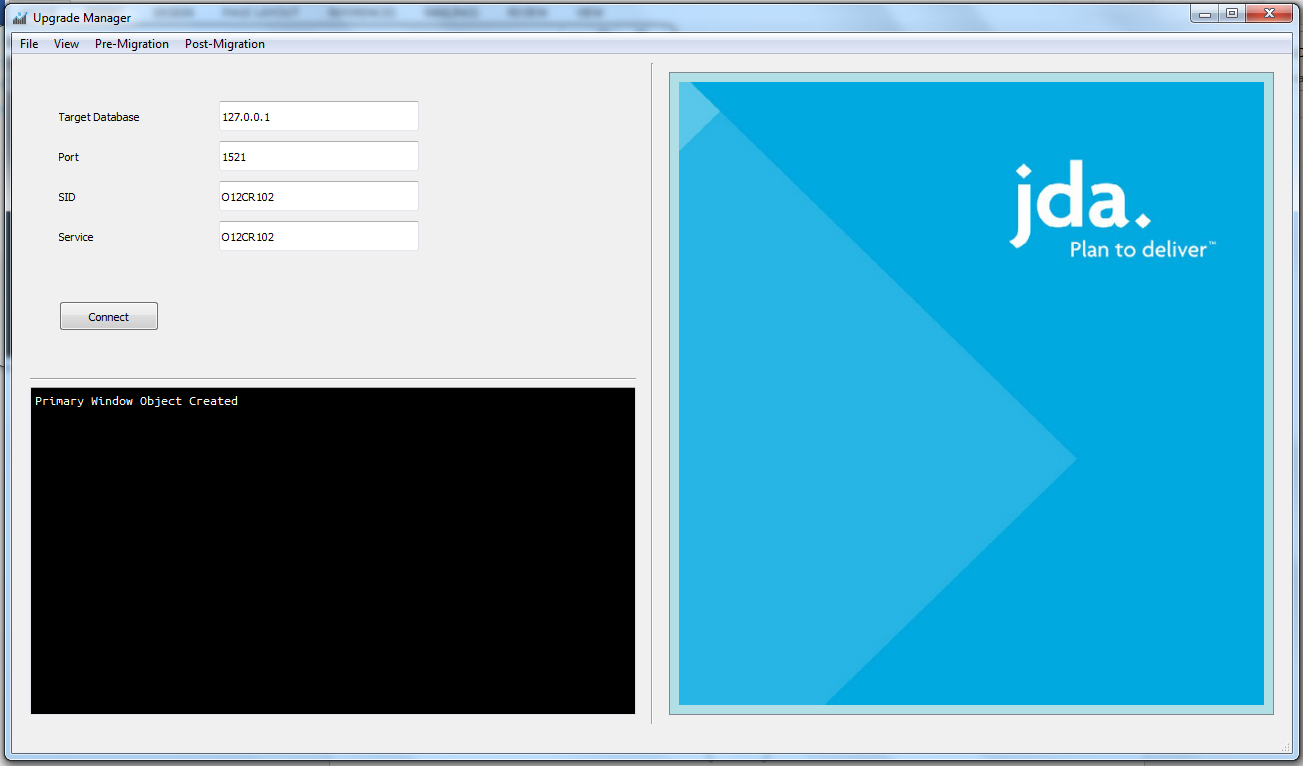 Upgrade Manager
File View Pre-Migration Post-Migration
Target Database 127.0.0.1
Port 1521
SID O12CR102
Service O12CR102
Connect
Primary Window Object Created
jda.
Plan to deliver™